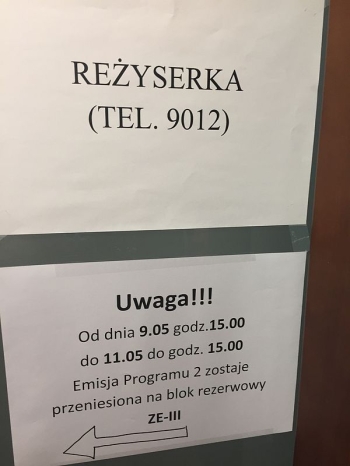 REŻYSERKA
(TEL. 9012)
Uwaga!!!
Od dnia 9.05 godz.15.00
do 11.05 do godz. 15.00
Emisja Programu 2 zostaje
przeniesiona na blok rezerwowy
ZE-III